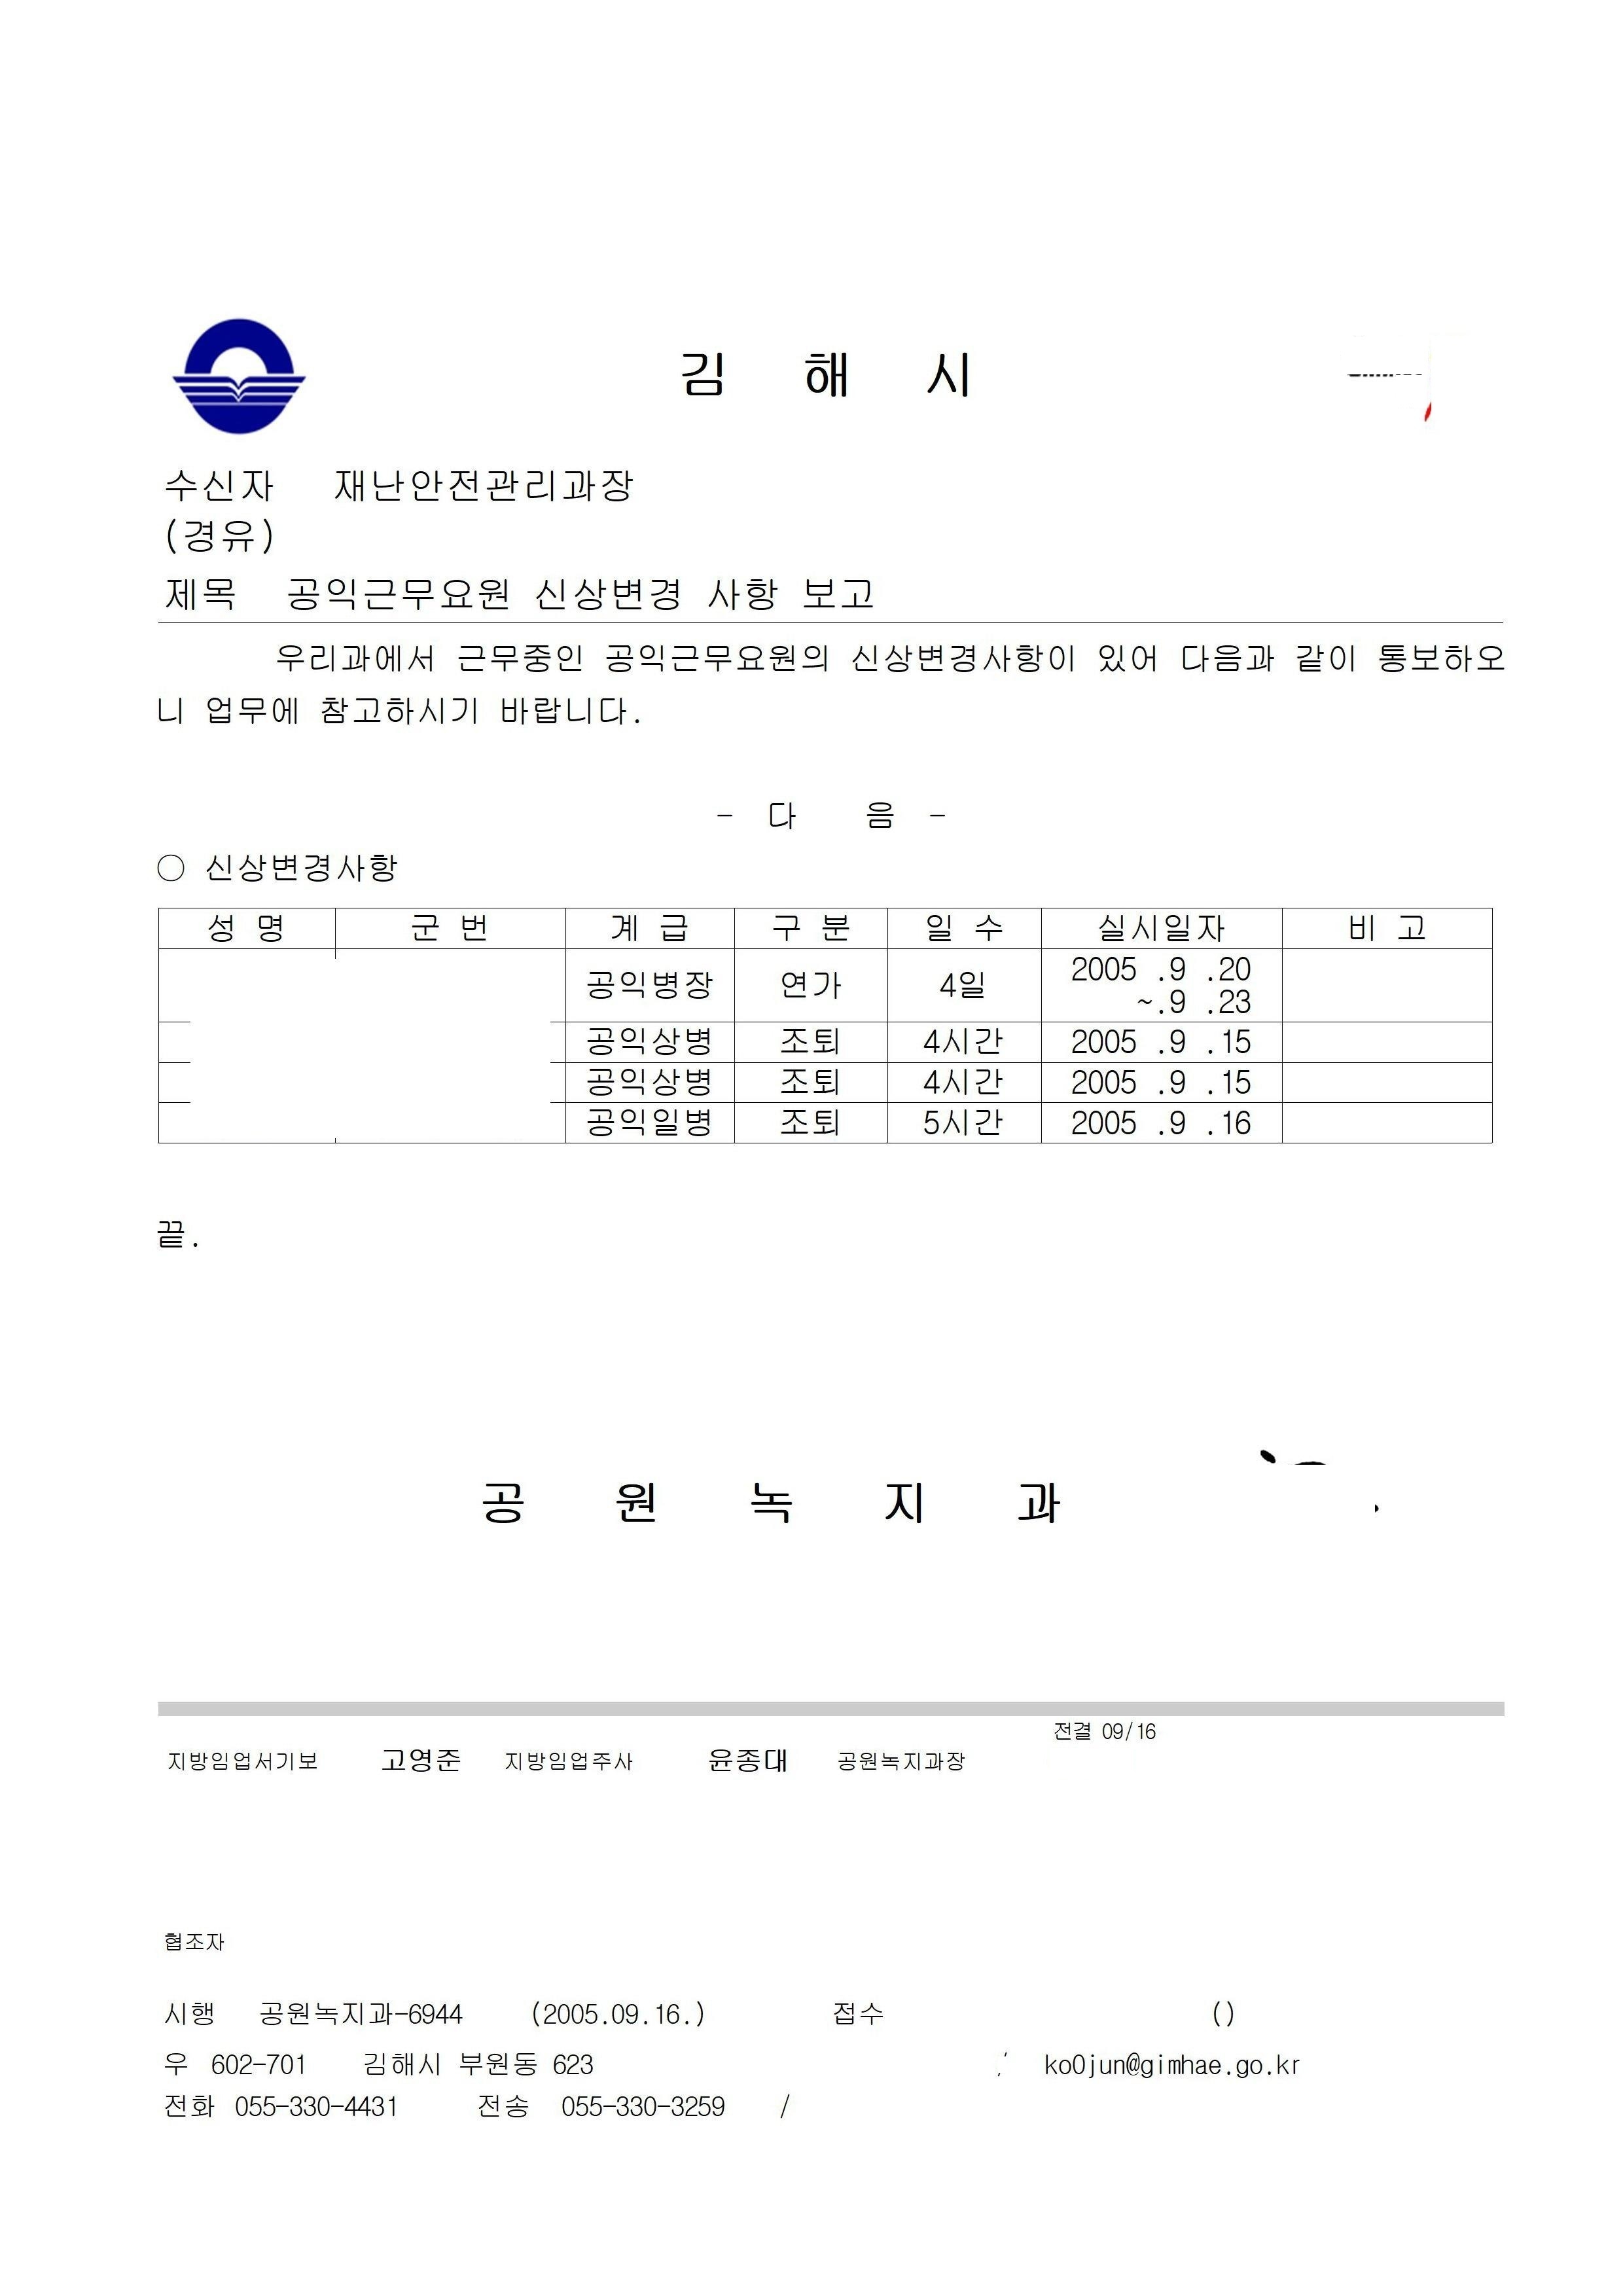 김 해 시
수신자 재난안전관리과장
(경유)
제목 공익근무요원 신상변경 사항 보고
우리과에서 근무중인 공익근무요원의 신상변경사항이 있어 다음과 같이 통보하오
니 업무에 참고하시기 바랍니다.
- 다 음 -
○ 신상변경사항
성 명 군 번 계 급 구 분 일 수 실시일자 비 고
공익병장 연가 4일 2005 .9 .20
~.9 .23
공익상병 조퇴 4시간 2005 .9 .15
공익상병 조퇴 4시간 2005 .9 .15
공익일병 조퇴 5시간 2005 .9 .16
끝.
공 원 녹 지 과
전결 09/16
지방임업서기보 고영준 지방임업주사 윤종대 공원녹지과장
협조자
시행 공원녹지과-6944 (2005.09.16.) 접수 ()
우 602-701 김해시 부원동 623 / ko0jun@gimhae.go.kr
전화 055-330-4431 전송 055-330-3259 /